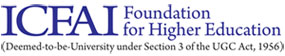 ICFAI Foundation
for Higher Education
(Deemed-to-be-University under Section 3 of the UGC Act, 1956)